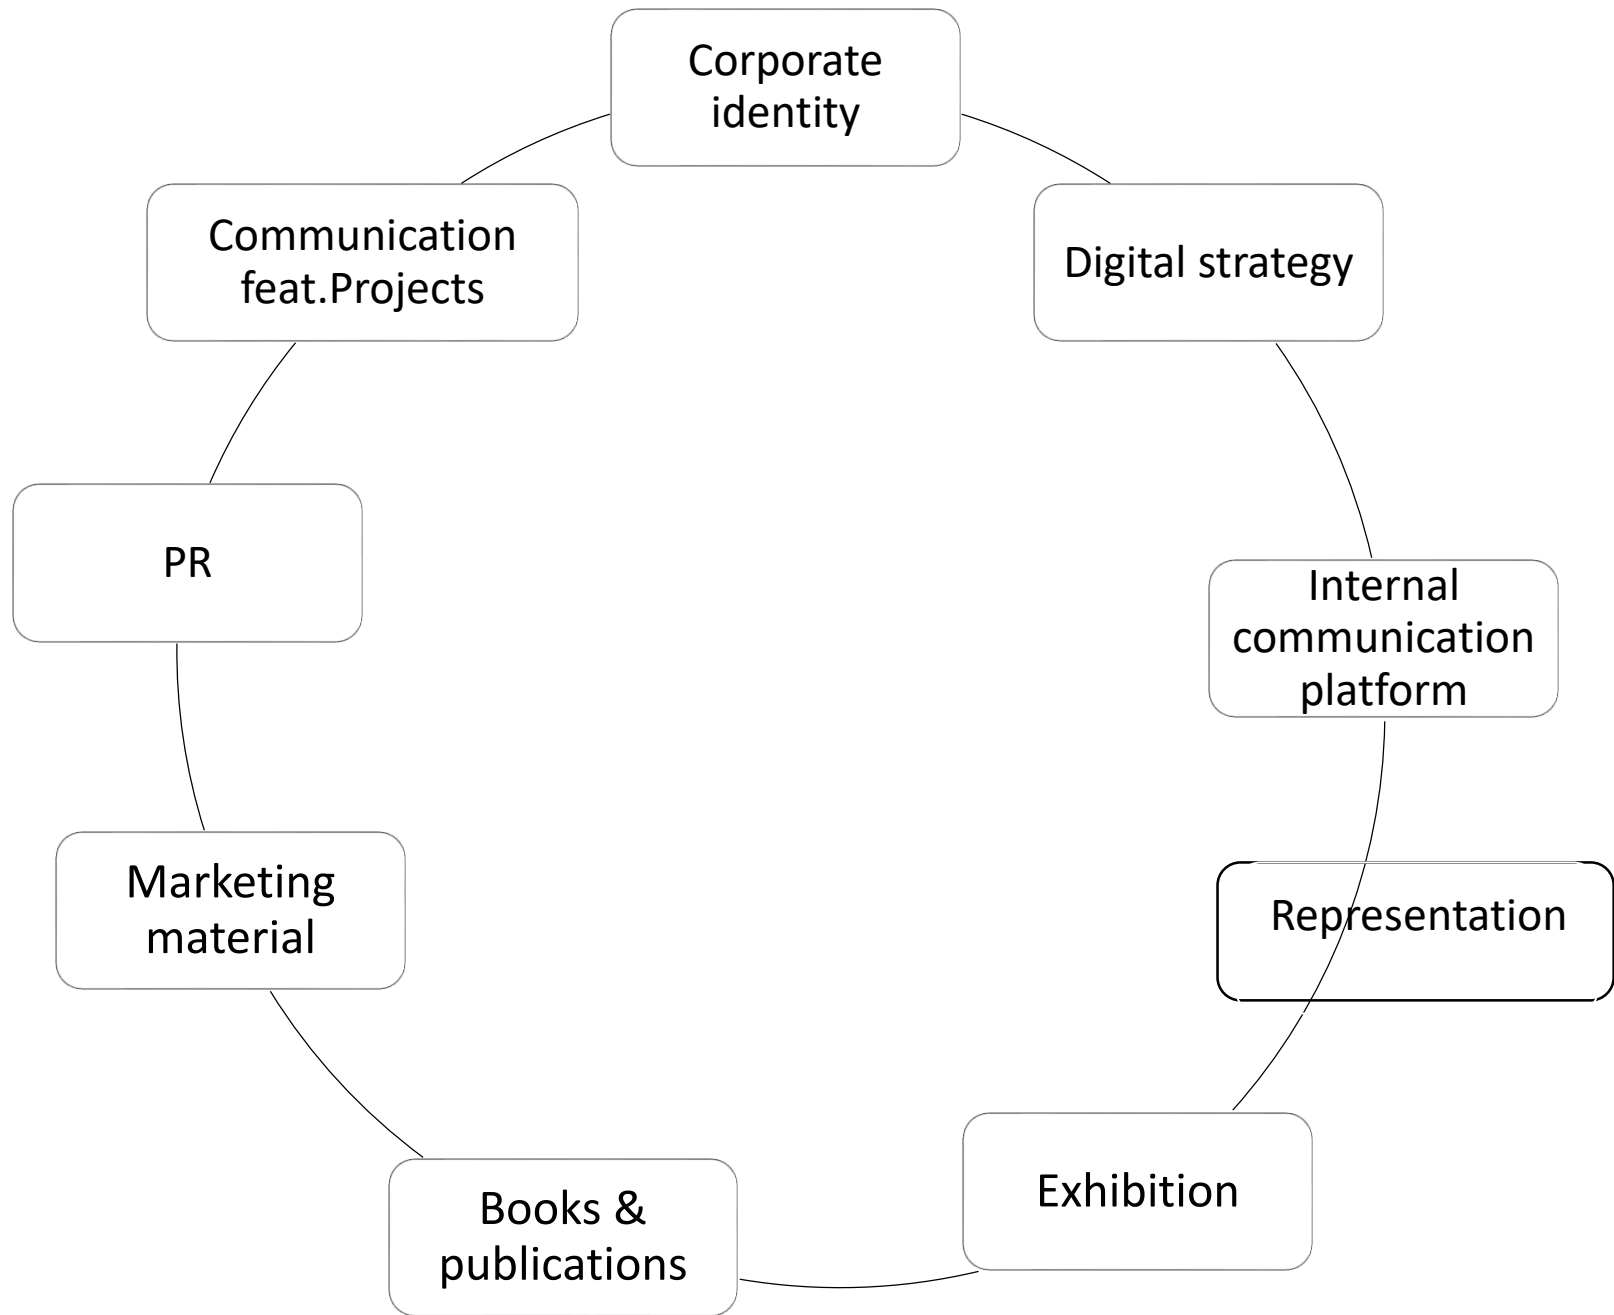 Corporate
identity
Digital strategy
Internal
communication
platform
Representation
Exhibition
Books &
publications
Marketing
material
PR
Communication
feat.Projects